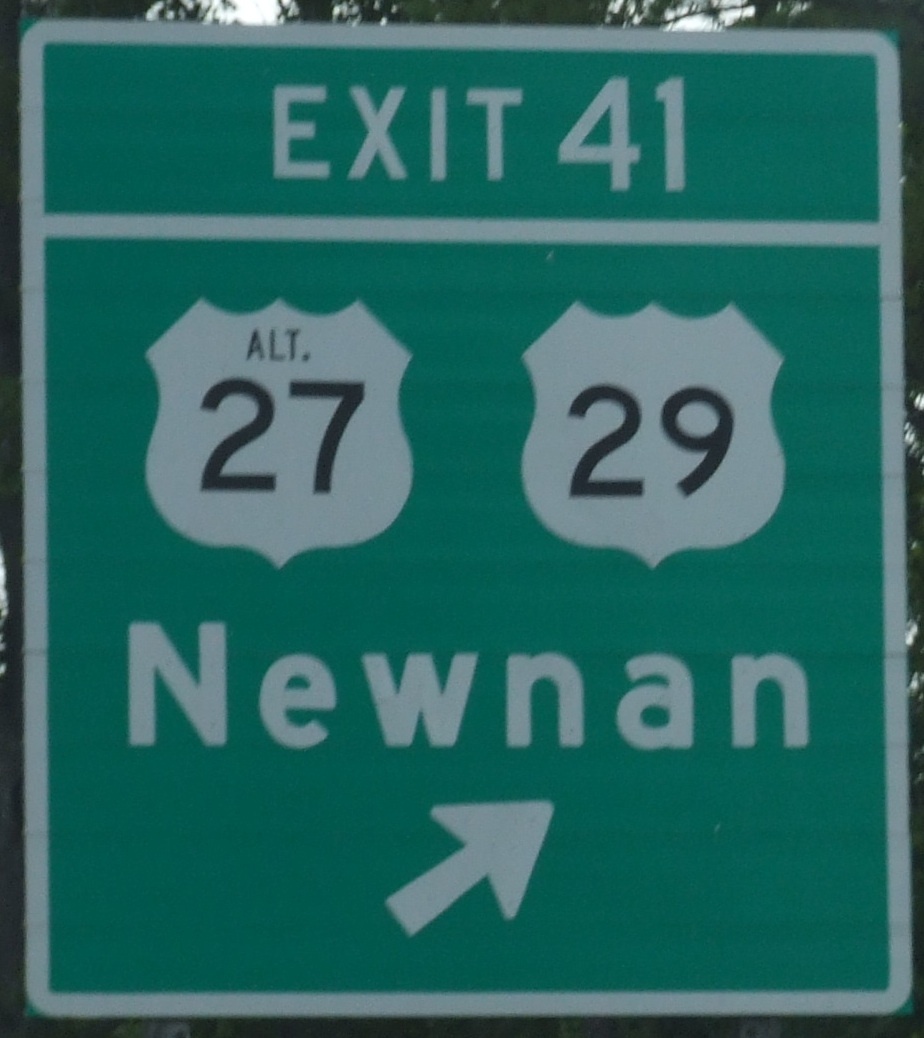 EXIT 41
ALT.
27 29
Newnan